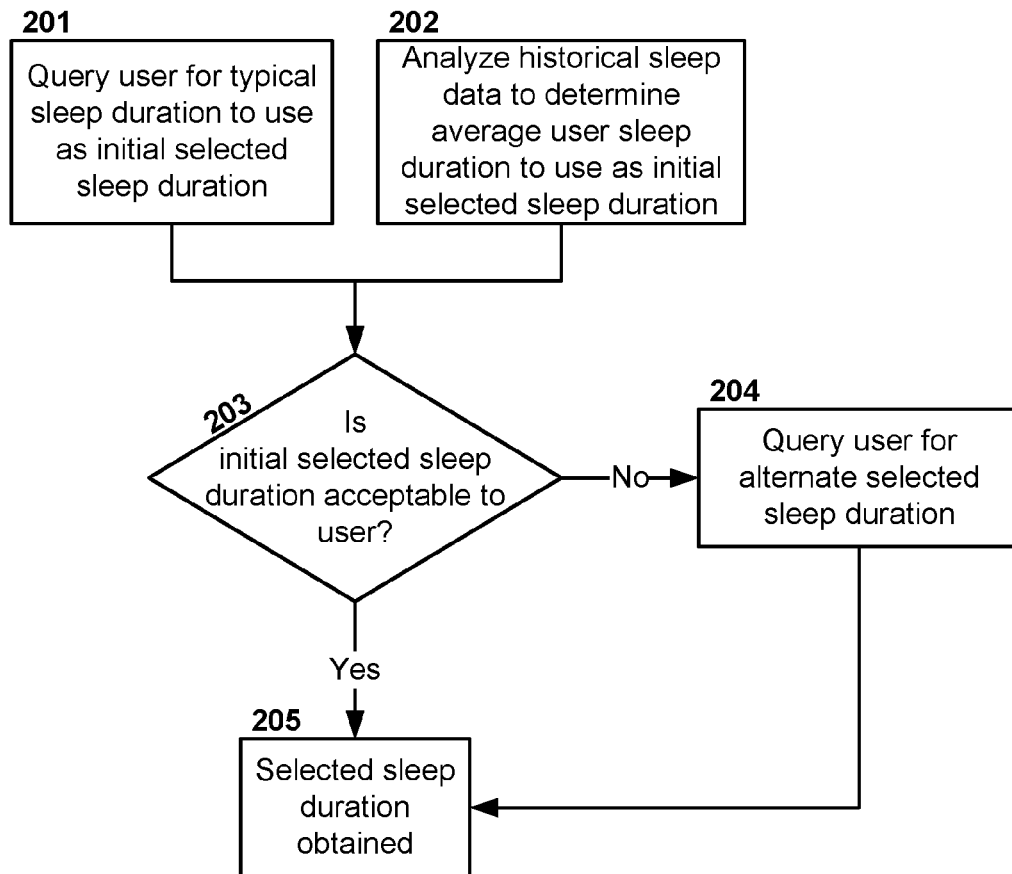 201
Query user for typical
sleep duration to use
as initial selected
sleep duration
202
Analyze historical sleep
data to determine
average user sleep
duration to use as initial
selected sleep duration
203
Is
initial selected sleep
duration acceptable to
user?
No
204
Query user for
alternate selected
sleep duration
Yes
205
Selected sleep
duration
obtained